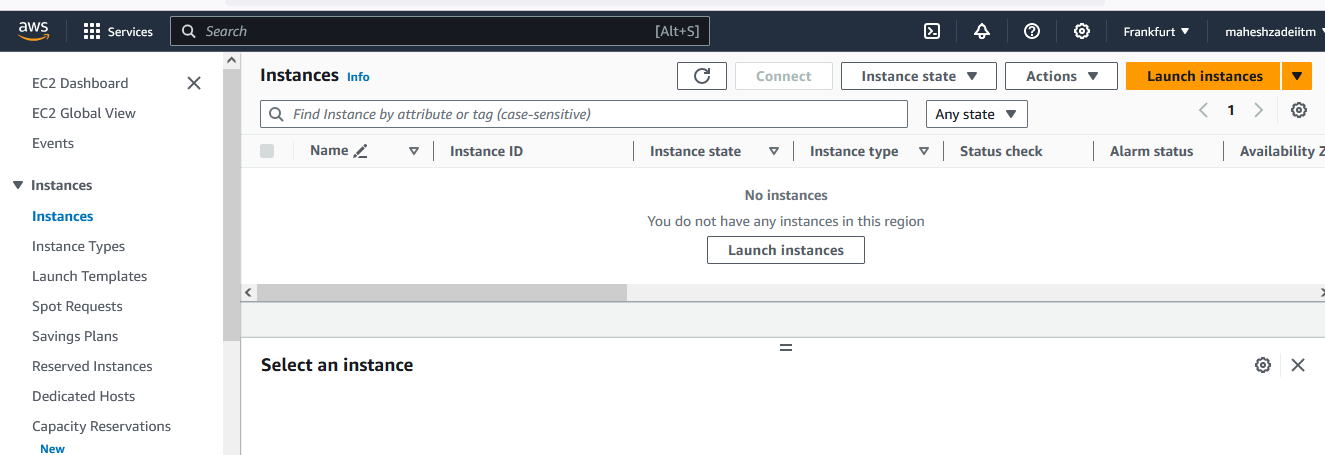 aws Services Search [Alt+S] Frankfurt maheshzadeiitm
EC2 Dashboard
EC2 Global View
Events
Instances
Instances
Instance Types
Launch Templates
Spot Requests
Savings Plans
Reserved Instances
Dedicated Hosts
Capacity Reservations
New
Instances Info Connect Instance state Actions Launch instances
Find Instance by attribute or tag (case-sensitive) Any state 1
Name Instance ID Instance state Instance type Status check Alarm status Availability Z
No instances
You do not have any instances in this region
Launch instances
Select an instance